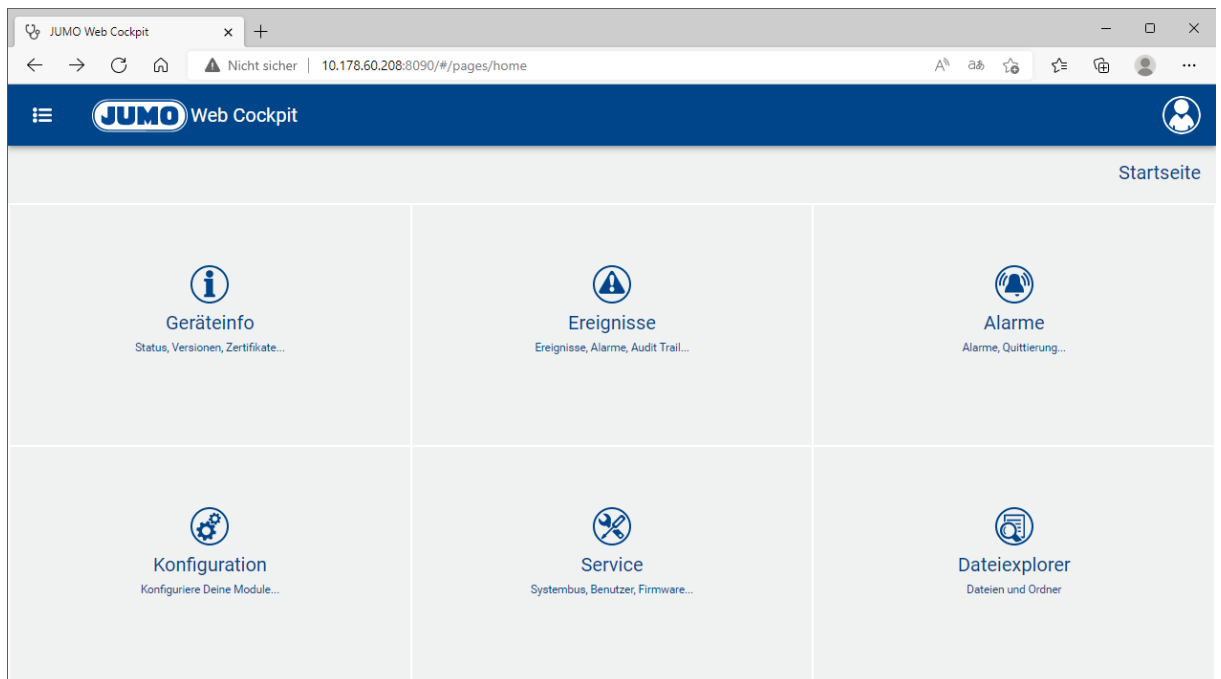 JUMO Web Cockpit
Nicht sicher | 10.178.60.208:8090/#/pages/home
JUMO Web Cockpit
Startseite
Geräteinfo
Status, Versionen, Zertifikate...
Ereignisse
Ereignisse, Alarme, Audit Trail...
Alarme
Alarme, Quittierung...
Konfiguration
Konfiguriere Deine Module...
Service
Systembus, Benutzer, Firmware...
Dateiexplorer
Dateien und Ordner